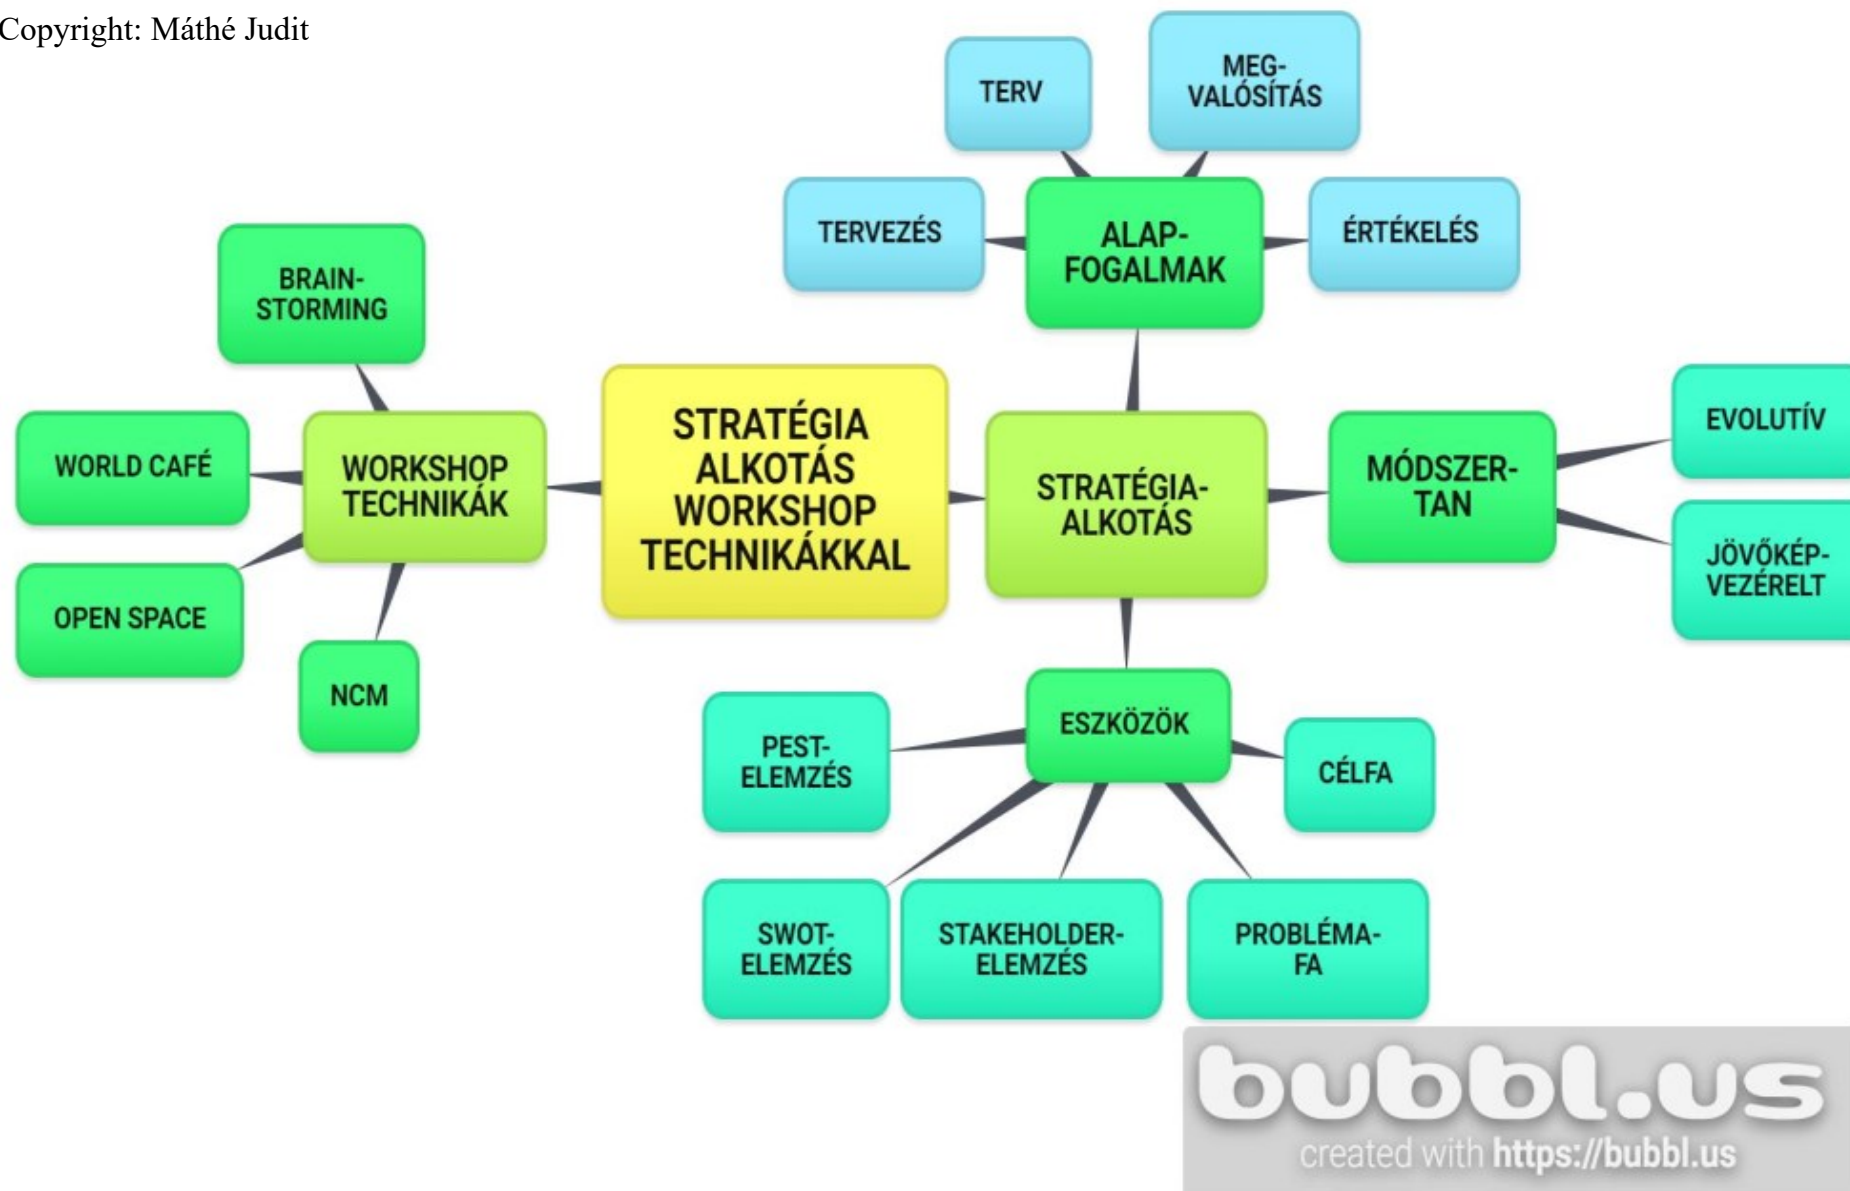 Copyright: Máthé Judit
TERV
MEG-
VALÓSÍTÁS
TERVEZÉS
ALAP-
FOGALMAK
ÉRTÉKELÉS
BRAIN-
STORMING
WORLD CAFÉ
WORKSHOP
TECHNIKÁK
OPEN SPACE
NCM
STRATÉGIA
ALKOTÁS
WORKSHOP
TECHNIKÁKKAL
STRATÉGIA-
ALKOTÁS
MÓDSZER-
TAN
EVOLUTÍV
JÖVŐKÉP-
VEZÉRELT
ESZKÖZÖK
PEST-
ELEMZÉS
CÉLFA
SWOT-
ELEMZÉS
STAKEHOLDER-
ELEMZÉS
PROBLÉMA-
FA
bubbl.us
created with https://bubbl.us